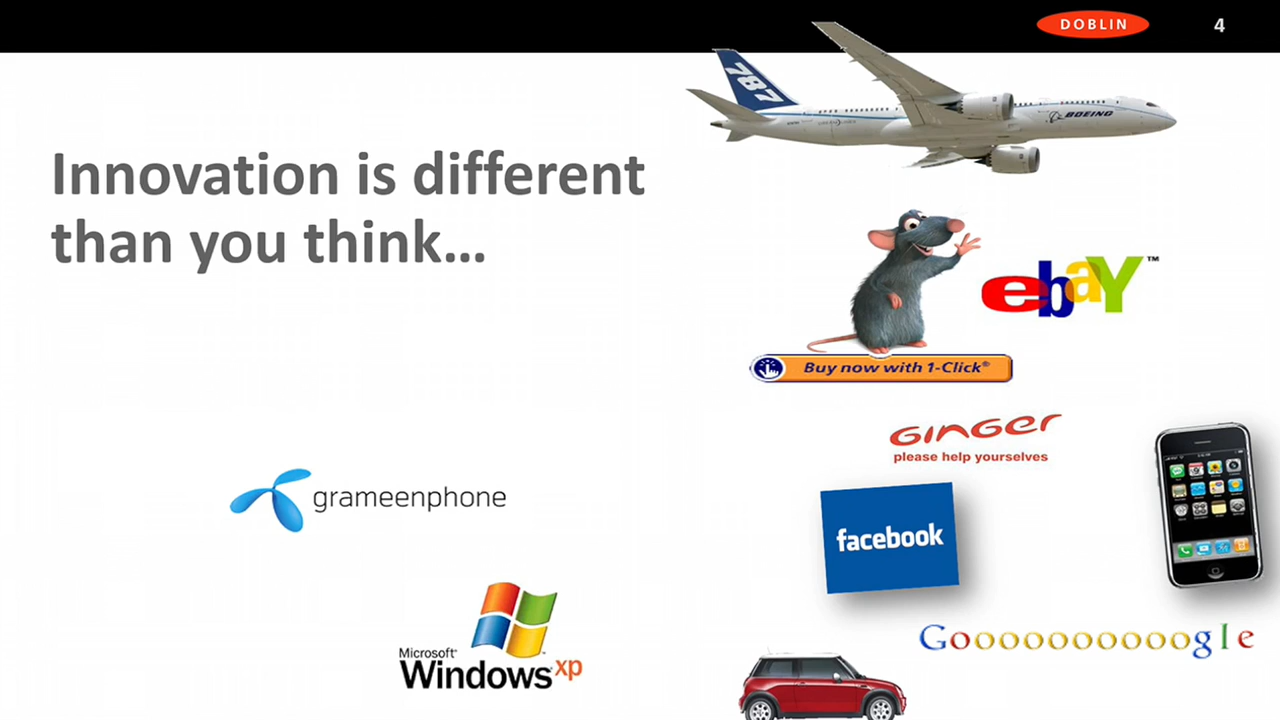 DOBLIN
4
787
BOEING
Innovation is different
than you think...
ebaY™
Buy now with 1-Click®
GINGER
please help yourselves
grameenphone
facebook
Microsoft®
Windows xp
Goooooooooogle